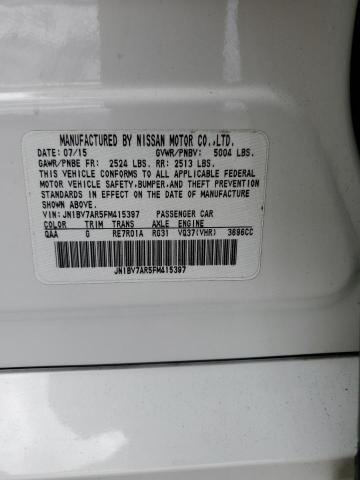 MANUFACTURED BY NISSAN MOTOR CO.,LTD.
DATE: 07/15 GVWR/PNBV: 5004 LBS.
GAWR/PNBE FR: 2524 LBS. RR: 2513 LBS.
THIS VEHICLE CONFORMS TO ALL APPLICABLE FEDERAL
MOTOR VEHICLE SAFETY, BUMPER, AND THEFT PREVENTION
STANDARDS IN EFFECT ON THE DATE OF MANUFACTURE
SHOWN ABOVE.
VIN: JN1BV7AR5FM415397 PASSENGER CAR
COLOR TRIM TRANS AXLE ENGINE
QAA G RE7R01A RG31 VQ37(VHR) 3696CC
JN1BV7AR5FM415397